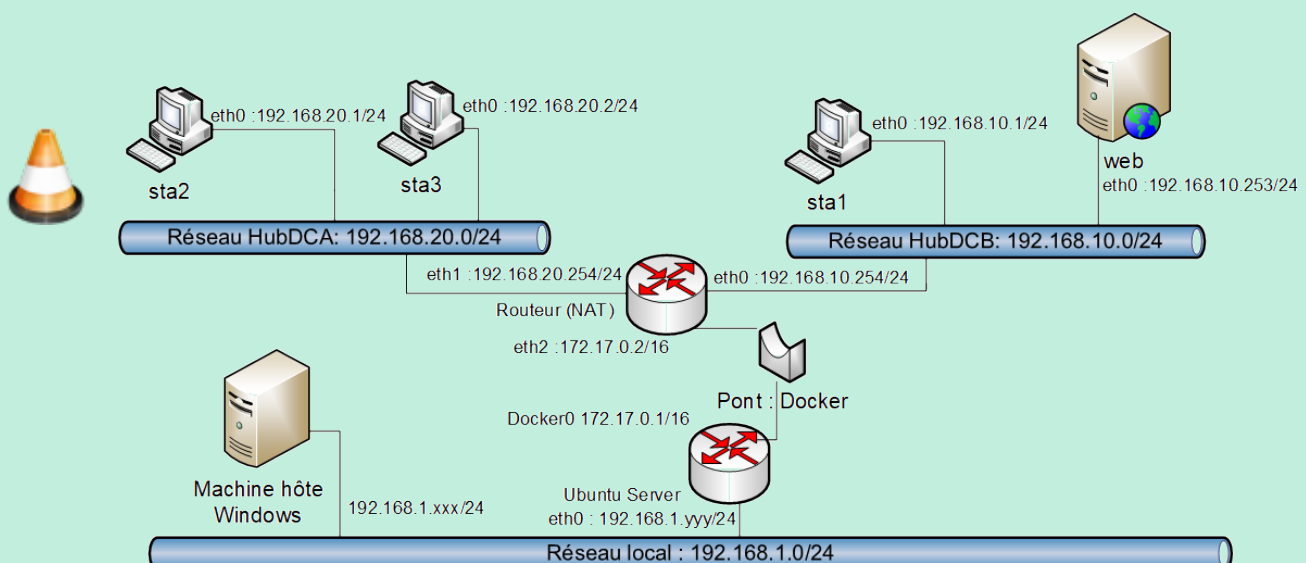 eth0 :192.168.20.1/24
eth0 :192.168.20.2/24
sta2
sta3
eth0 :192.168.10.1/24
sta1
web
eth0 :192.168.10.253/24
Réseau HubDCA: 192.168.20.0/24
Réseau HubDCB: 192.168.10.0/24
eth1 :192.168.20.254/24
eth0 :192.168.10.254/24
Routeur (NAT)
eth2 :172.17.0.2/16
Pont : Docker
Docker0 172.17.0.1/16
Machine hôte
Windows
192.168.1.xxx/24
Ubuntu Server
eth0 : 192.168.1.yyy/24
Réseau local : 192.168.1.0/24